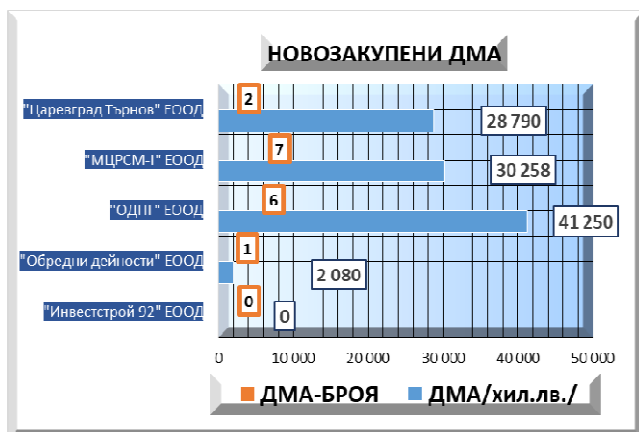 НОВОЗАКУПЕНИ ДМА
"Царевград Търнов" ЕООД
2
28 790
"МЦРСМ-I" ЕООД
7
30 258
"ОДПГ" ЕООД
6
41 250
"Обредни дейности" ЕООД
1
2 080
"Инвестстрой 92" ЕООД
0
0
0 10 000 20 000 30 000 40 000 50 000
ДМА-БРОЯ ДМА/хил.лв./